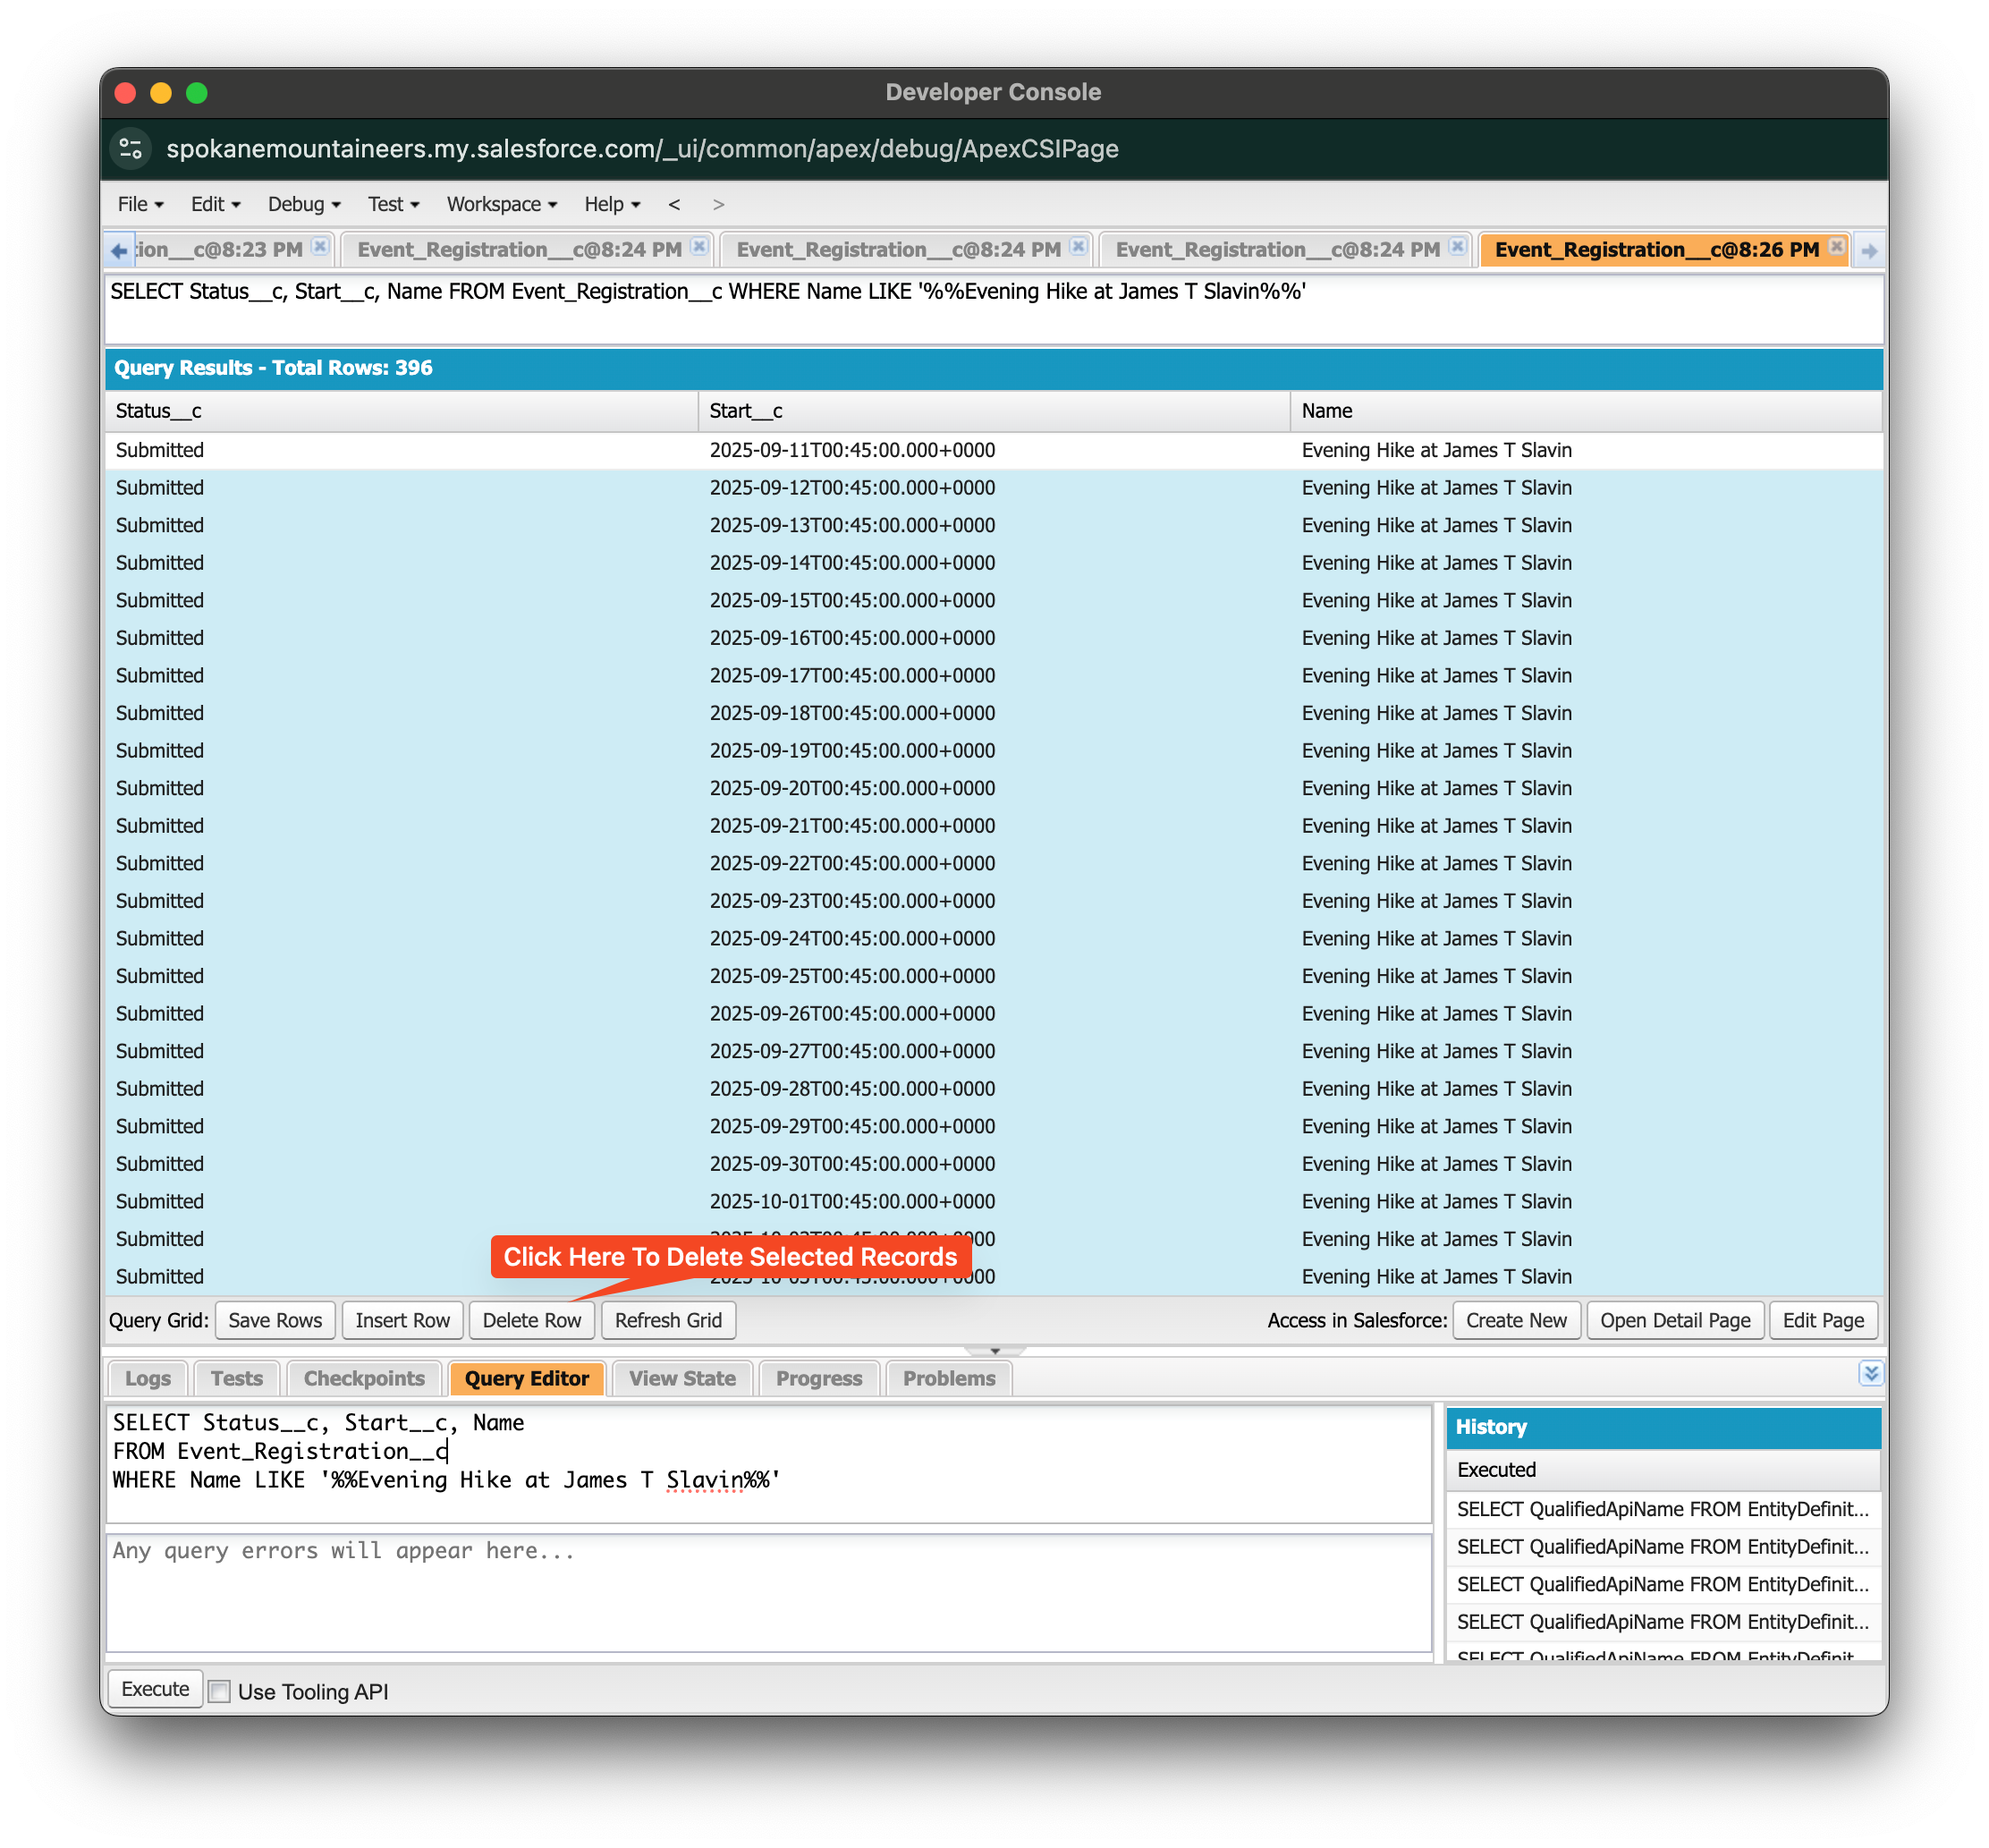 Developer Console
spokanemountaineers.my.salesforce.com/_ui/common/apex/debug/ApexCSIPage
File Edit Debug Test Workspace Help < >
tion__c@8:23 PM Event_Registration__c@8:24 PM Event_Registration__c@8:24 PM Event_Registration__c@8:24 PM Event_Registration__c@8:26 PM
SELECT Status__c, Start__c, Name FROM Event_Registration__c WHERE Name LIKE '%%Evening Hike at James T Slavin%%'
Query Results - Total Rows: 396
Status__c Start__c Name
Submitted 2025-09-11T00:45:00.000+0000 Evening Hike at James T Slavin
Submitted 2025-09-12T00:45:00.000+0000 Evening Hike at James T Slavin
Submitted 2025-09-13T00:45:00.000+0000 Evening Hike at James T Slavin
Submitted 2025-09-14T00:45:00.000+0000 Evening Hike at James T Slavin
Submitted 2025-09-15T00:45:00.000+0000 Evening Hike at James T Slavin
Submitted 2025-09-16T00:45:00.000+0000 Evening Hike at James T Slavin
Submitted 2025-09-17T00:45:00.000+0000 Evening Hike at James T Slavin
Submitted 2025-09-18T00:45:00.000+0000 Evening Hike at James T Slavin
Submitted 2025-09-19T00:45:00.000+0000 Evening Hike at James T Slavin
Submitted 2025-09-20T00:45:00.000+0000 Evening Hike at James T Slavin
Submitted 2025-09-21T00:45:00.000+0000 Evening Hike at James T Slavin
Submitted 2025-09-22T00:45:00.000+0000 Evening Hike at James T Slavin
Submitted 2025-09-23T00:45:00.000+0000 Evening Hike at James T Slavin
Submitted 2025-09-24T00:45:00.000+0000 Evening Hike at James T Slavin
Submitted 2025-09-25T00:45:00.000+0000 Evening Hike at James T Slavin
Submitted 2025-09-26T00:45:00.000+0000 Evening Hike at James T Slavin
Submitted 2025-09-27T00:45:00.000+0000 Evening Hike at James T Slavin
Submitted 2025-09-28T00:45:00.000+0000 Evening Hike at James T Slavin
Submitted 2025-09-29T00:45:00.000+0000 Evening Hike at James T Slavin
Submitted 2025-09-30T00:45:00.000+0000 Evening Hike at James T Slavin
Submitted 2025-10-01T00:45:00.000+0000 Evening Hike at James T Slavin
Submitted Evening Hike at James T Slavin
Click Here To Delete Selected Records
Submitted Evening Hike at James T Slavin
Query Grid: Save Rows Insert Row Delete Row Refresh Grid Access in Salesforce: Create New Open Detail Page Edit Page
Logs Tests Checkpoints Query Editor View State Progress Problems
SELECT Status__c, Start__c, Name
FROM Event_Registration__c
WHERE Name LIKE '%%Evening Hike at James T Slavin%%'
Any query errors will appear here...
History
Executed
SELECT QualifiedApiName FROM EntityDefinit...
SELECT QualifiedApiName FROM EntityDefinit...
SELECT QualifiedApiName FROM EntityDefinit...
SELECT QualifiedApiName FROM EntityDefinit...
SELECT QualifiedApiName FROM EntityDefinit
Execute Use Tooling API